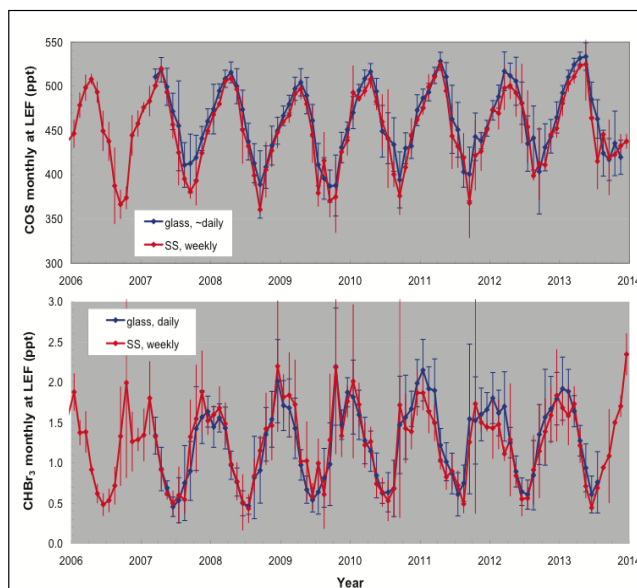 COS monthly at LEF (ppt)
550
500
450
400
350
300
glass, ~daily
SS, weekly
2006 2007 2008 2009 2010 2011 2012 2013 2014
CHBr₃ monthly at LEF (ppt)
3.0
2.5
2.0
1.5
1.0
0.5
0.0
glass, daily
SS, weekly
2006 2007 2008 2009 2010 2011 2012 2013 2014
Year